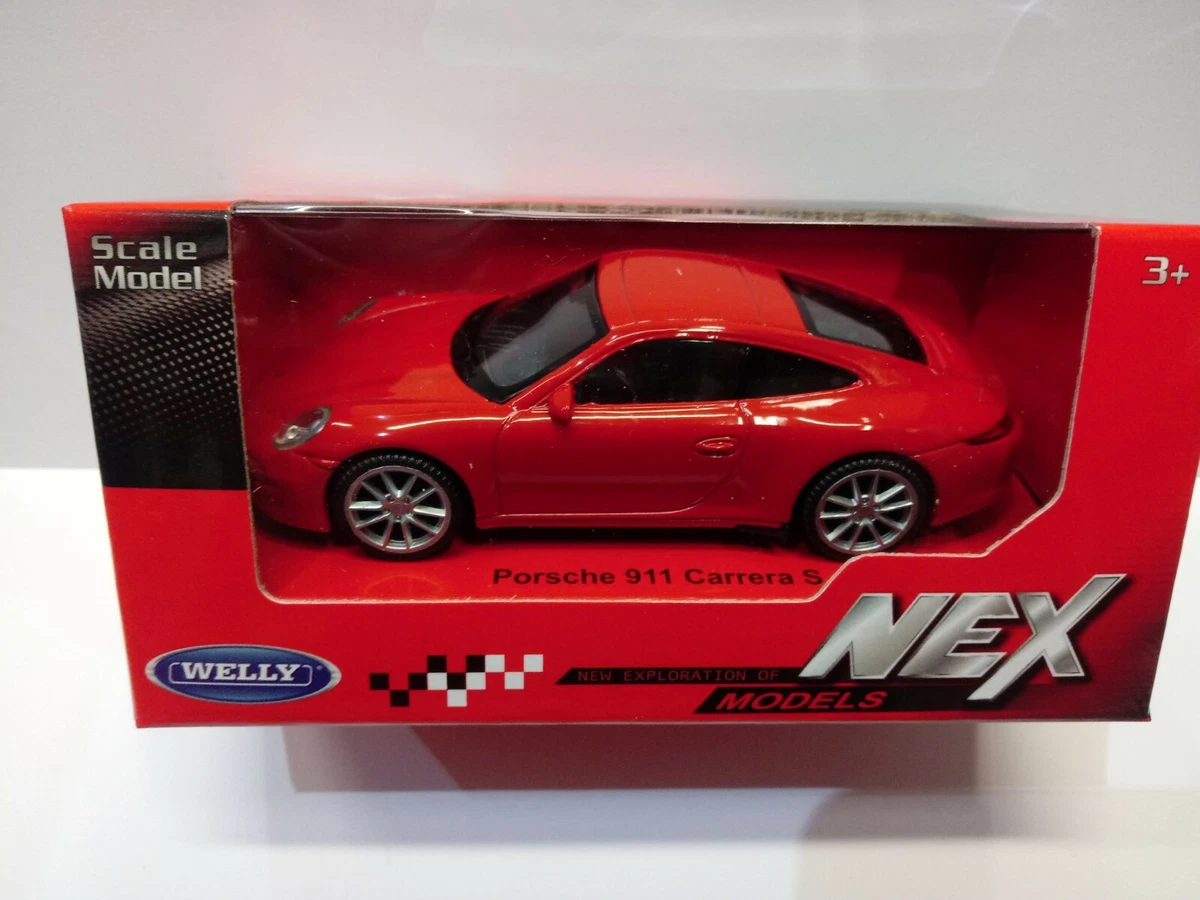 Scale
Model
3+
Porsche 911 Carrera S
NEX
WELLY
NEW EXPLORATION OF
MODELS